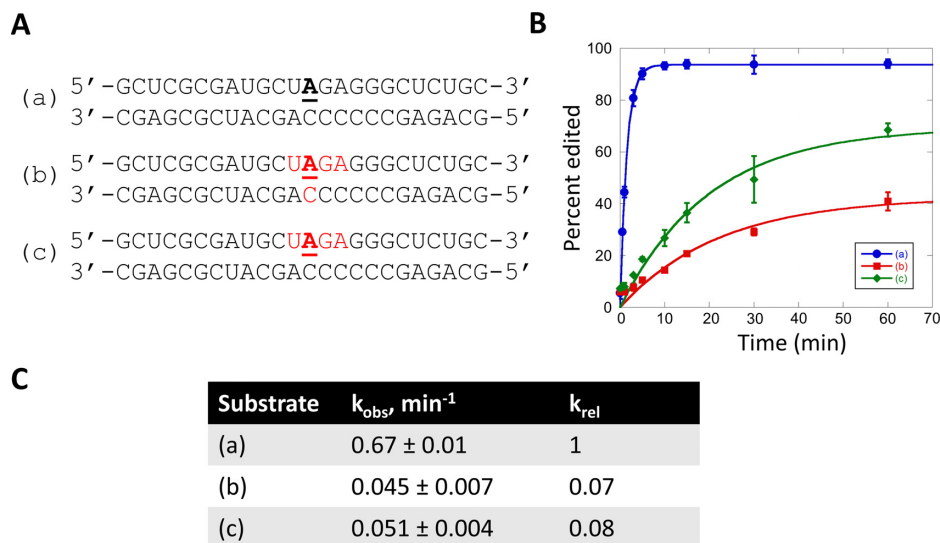 A
(a)
5′-GCUCGCGAUGCUAGAGGGCUCUGC-3′
3′-CGAGCGCUACGACCCCCCGAGACG-5′
(b)
5′-GCUCGCGAUGCUAGAGGGCUCUGC-3′
3′-CGAGCGCUACGACCCCCCGAGACG-5′
(c)
5′-GCUCGCGAUGCUAGAGGGCUCUGC-3′
3′-CGAGCGCUACGACCCCCCGAGACG-5′
B
Percent edited
100
80
60
40
20
0
0 10 20 30 40 50 60 70
Time (min)
(a)
(b)
(c)
C
Substrate kobs, min-1 krel
(a) 0.67 ± 0.01 1
(b) 0.045 ± 0.007 0.07
(c) 0.051 ± 0.004 0.08